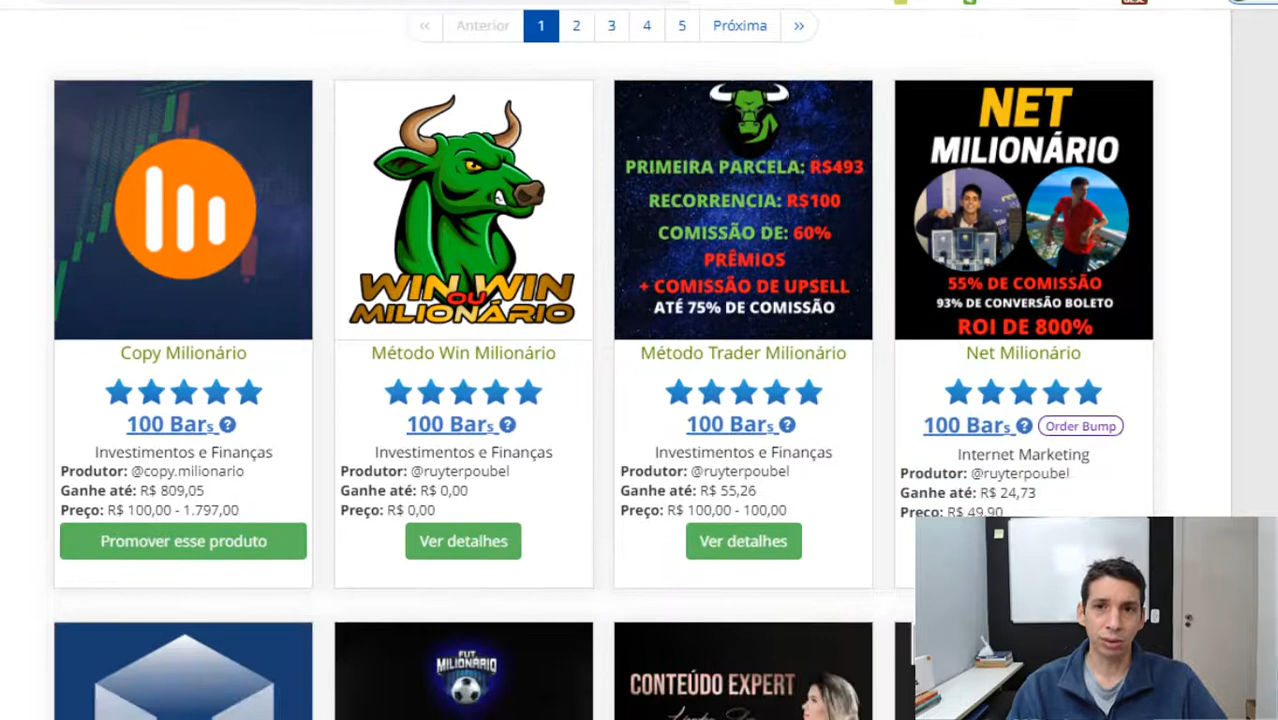 «
Anterior
1
2
3
4
5
Próxima
»
WIN WIN
OU
MILIONÁRIO
PRIMEIRA PARCELA: R$493
RECORRENCIA: R$100
COMISSÃO DE: 60%
PRÊMIOS
+ COMISSÃO DE UPSELL
ATÉ 75% DE COMISSÃO
NET
MILIONÁRIO
55% DE COMISSÃO
93% DE CONVERSÃO BOLETO
ROI DE 800%
Copy Milionário
100 Bars ?
Investimentos e Finanças
Produtor: @copy.milionario
Ganhe até: R$ 809,05
Preço: R$ 100,00 - 1.797,00
Promover esse produto
Método Win Milionário
100 Bars ?
Investimentos e Finanças
Produtor: @ruyterpoubel
Ganhe até: R$ 0,00
Preço: R$ 0,00
Ver detalhes
Método Trader Milionário
100 Bars ?
Investimentos e Finanças
Produtor: @ruyterpoubel
Ganhe até: R$ 55,26
Preço: R$ 100,00 - 100,00
Ver detalhes
Net Milionário
100 Bars ? Order Bump
Internet Marketing
Produtor: @ruyterpoubel
Ganhe até: R$ 24,73
Preço: R$ 49,90
FUT
MILIONÁRIO
CONTEÚDO EXPERT